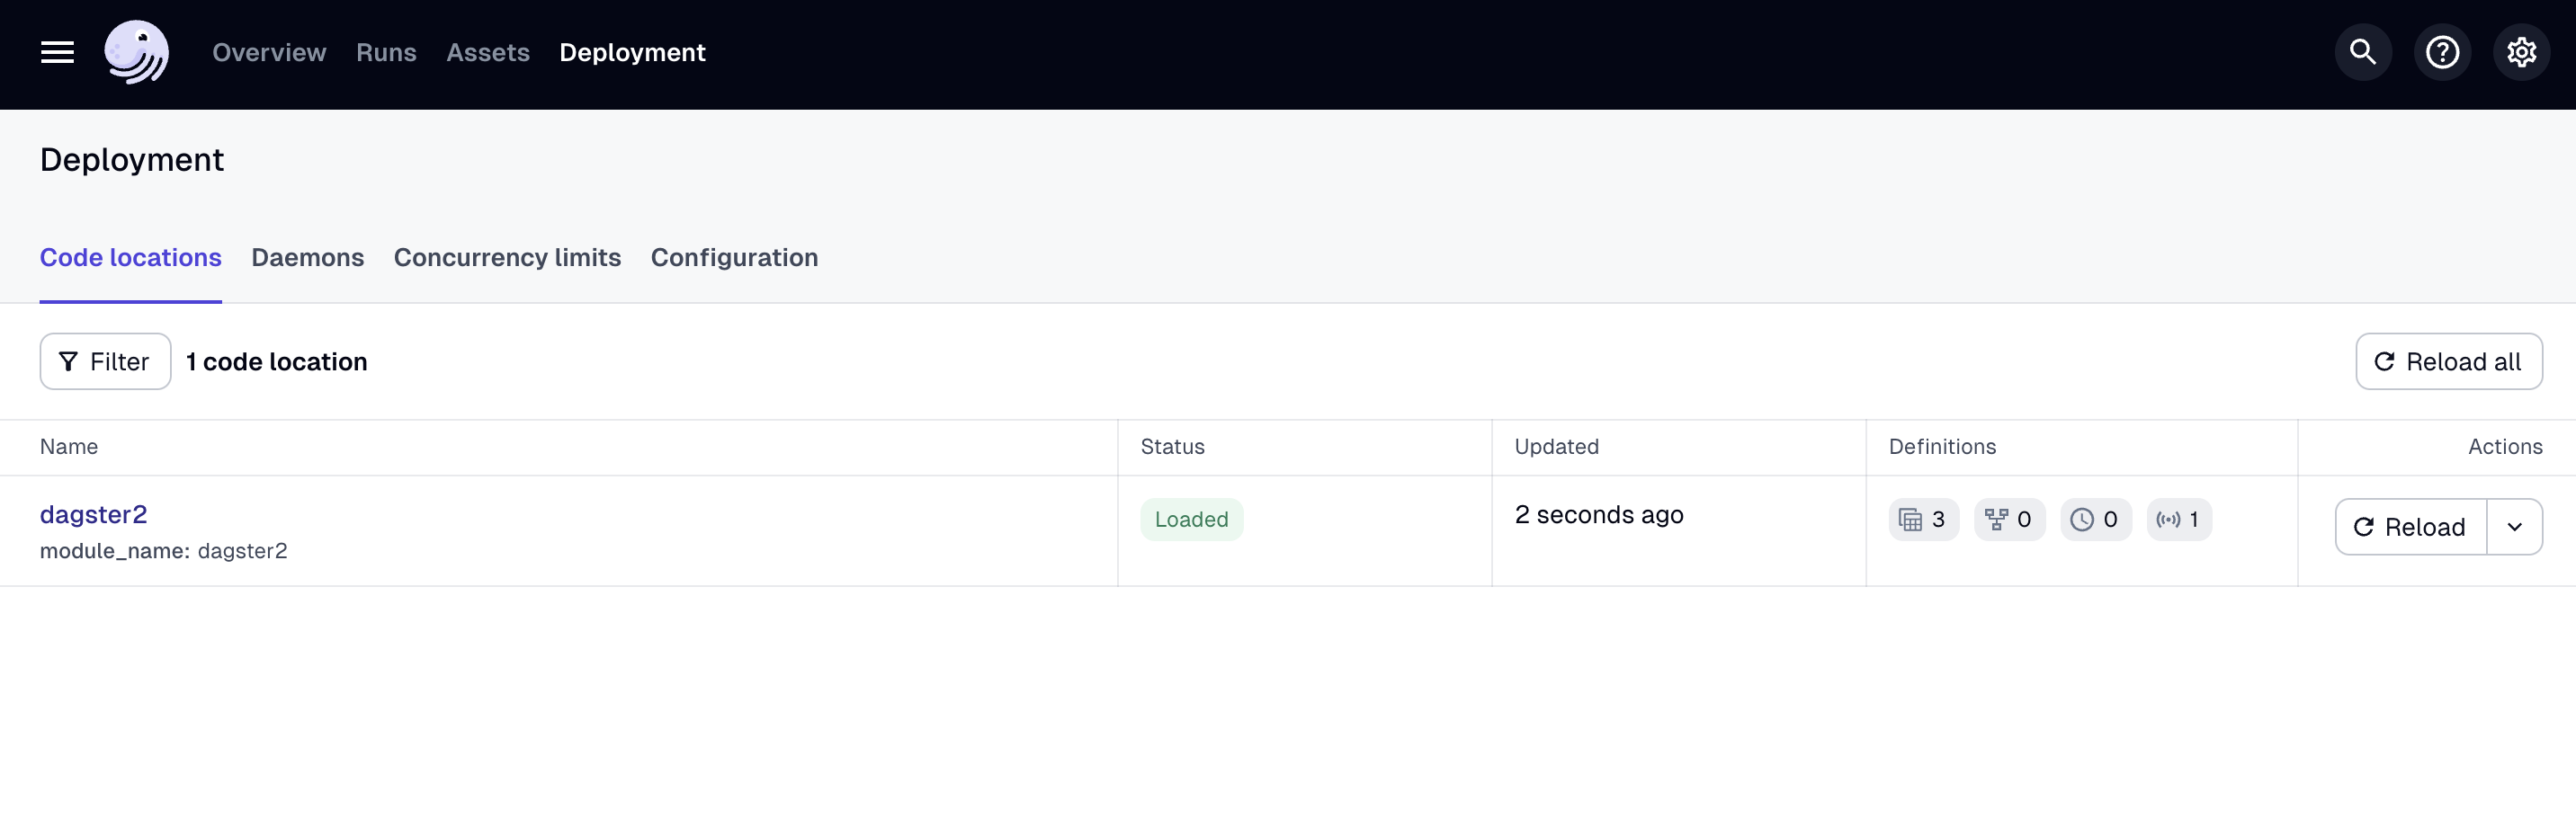 Overview Runs Assets Deployment
Deployment
Code locations Daemons Concurrency limits Configuration
Filter 1 code location Reload all
Name Status Updated Definitions Actions
dagster2 Loaded 2 seconds ago 3 0 0 1 Reload
module_name: dagster2